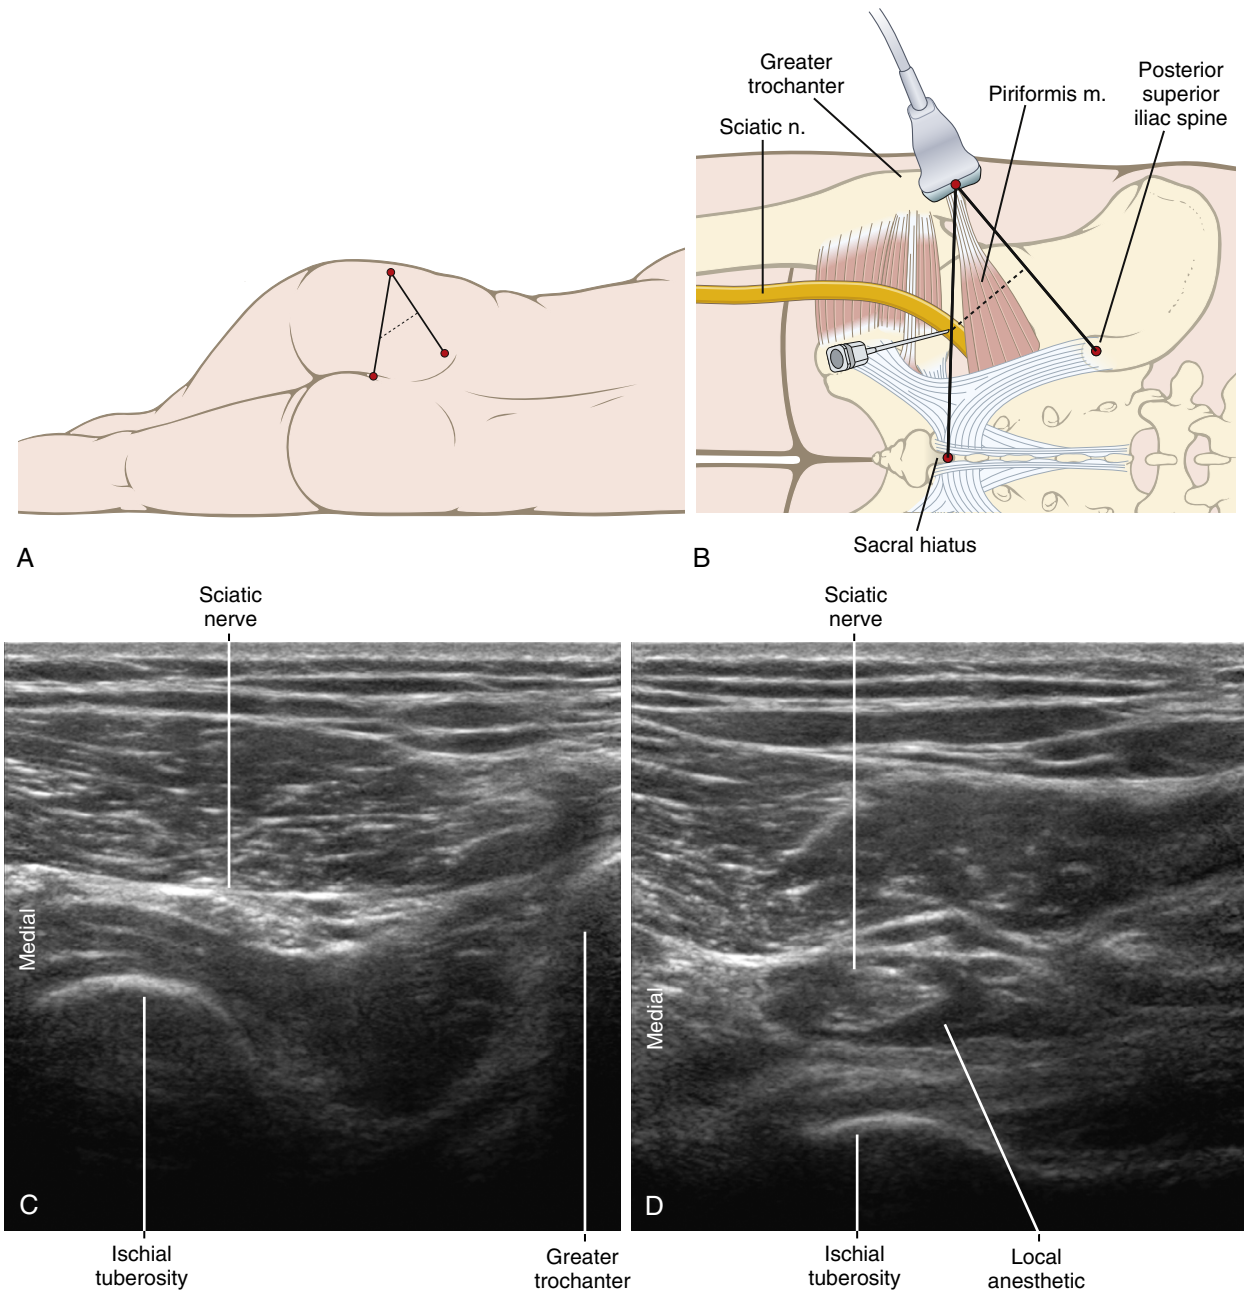 Greater
trochanter
Sciatic n.
Piriformis m.
Posterior
superior
iliac spine
Sacral hiatus
A
B
Sciatic
nerve
Sciatic
nerve
Medial
Medial
C
D
Ischial
tuberosity
Greater
trochanter
Ischial
tuberosity
Local
anesthetic